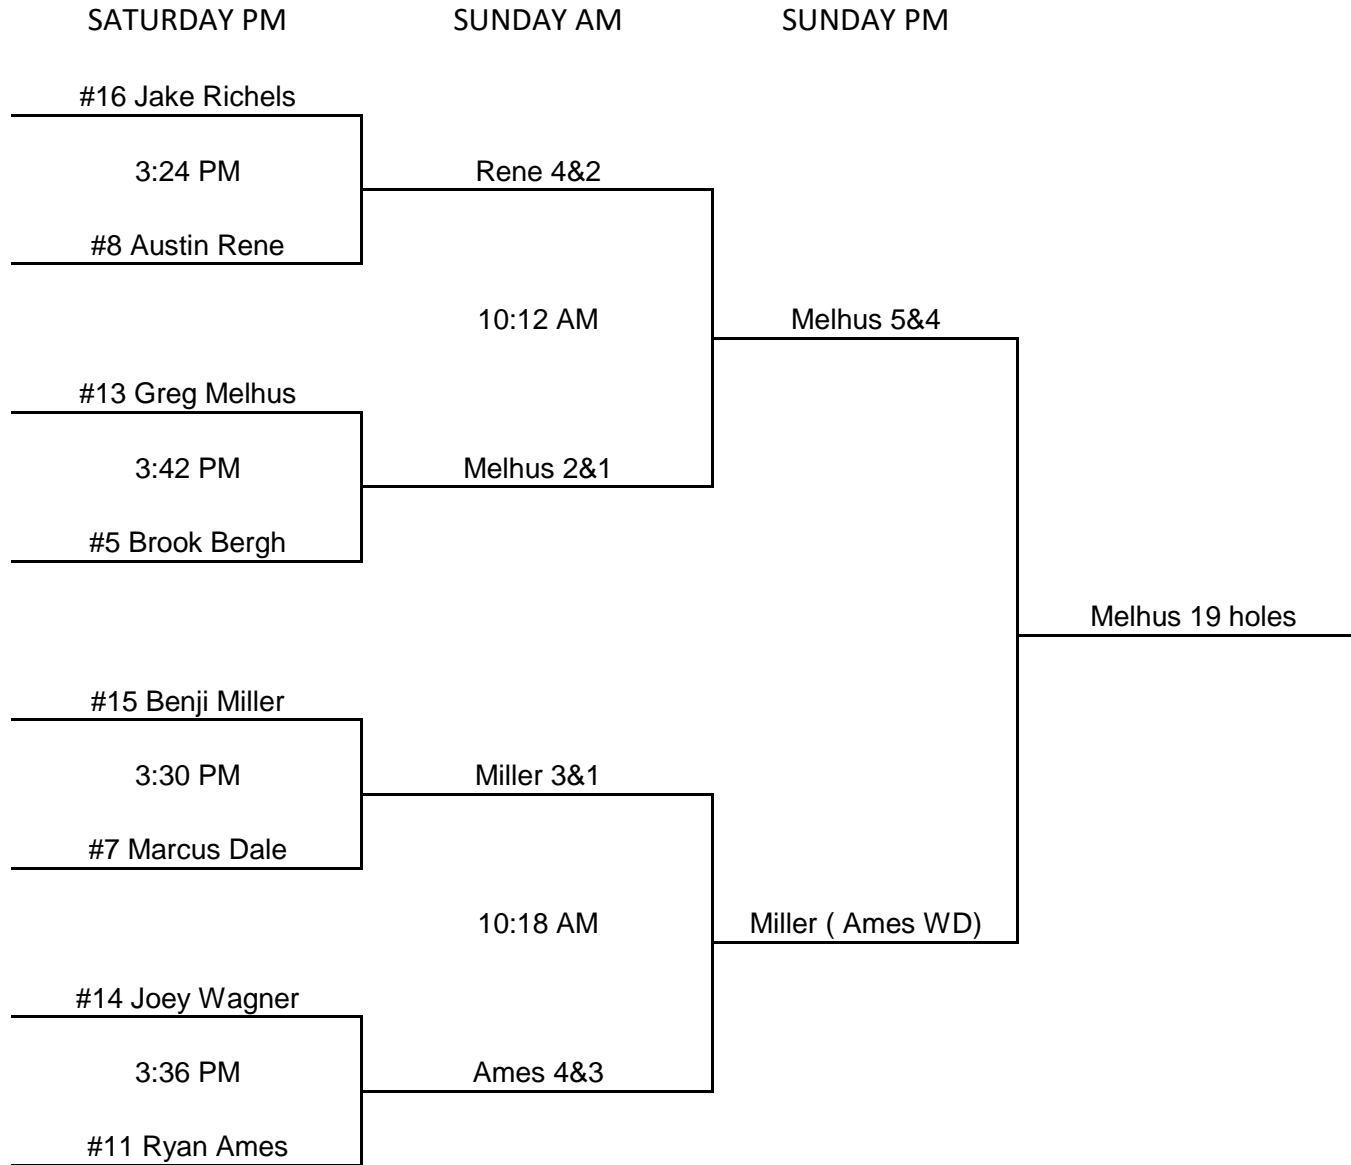 SATURDAY PM SUNDAY AM SUNDAY PM
#16 Jake Richels
3:24 PM Rene 4&2
#8 Austin Rene
10:12 AM Melhus 5&4
#13 Greg Melhus
3:42 PM Melhus 2&1
#5 Brook Bergh
Melhus 19 holes
#15 Benji Miller
3:30 PM Miller 3&1
#7 Marcus Dale
10:18 AM Miller ( Ames WD)
#14 Joey Wagner
3:36 PM Ames 4&3
#11 Ryan Ames